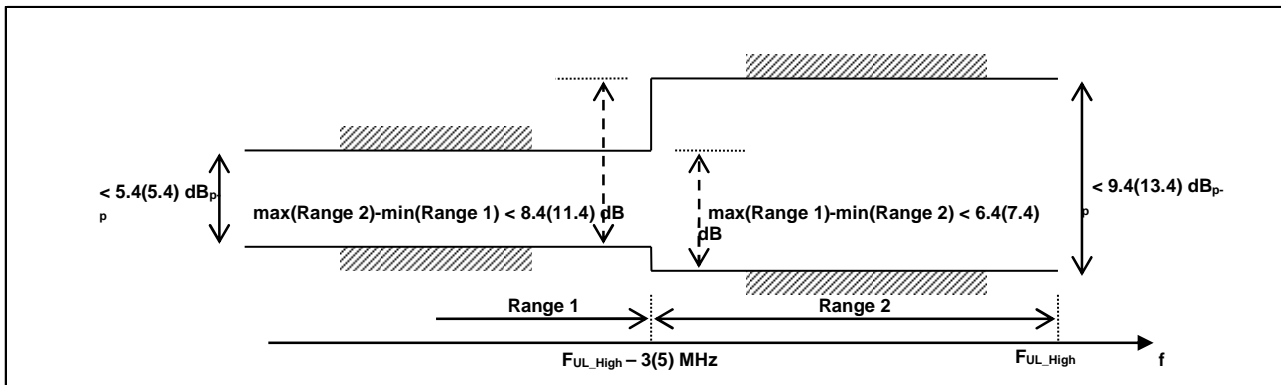 < 5.4(5.4) dBp-
p
max(Range 2)-min(Range 1) < 8.4(11.4) dB
max(Range 1)-min(Range 2) < 6.4(7.4)
dB
< 9.4(13.4) dBp-
p
Range 1
Range 2
FUL_High – 3(5) MHz
FUL_High
f